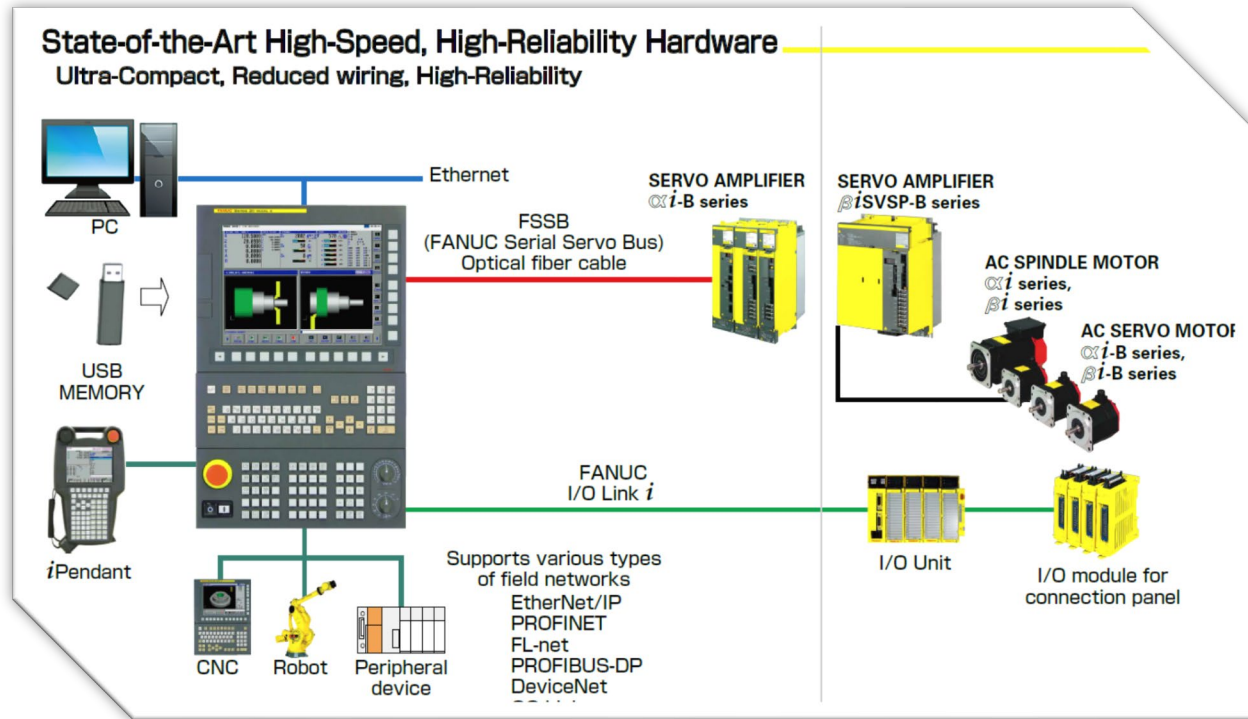 State-of-the-Art High-Speed, High-Reliability Hardware
Ultra-Compact, Reduced wiring, High-Reliability
PC
Ethernet
USB
MEMORY
FSSB
(FANUC Serial Servo Bus)
Optical fiber cable
SERVO AMPLIFIER
αi-B series
SERVO AMPLIFIER
βiSVSP-B series
AC SPINDLE MOTOR
αi series,
βi series
AC SERVO MOTOR
αi-B series,
βi-B series
iPendant
FANUC
I/O Link i
I/O Unit
I/O module for
connection panel
CNC
Robot
Peripheral
device
Supports various types
of field networks
EtherNet/IP
PROFINET
FL-net
PROFIBUS-DP
DeviceNet